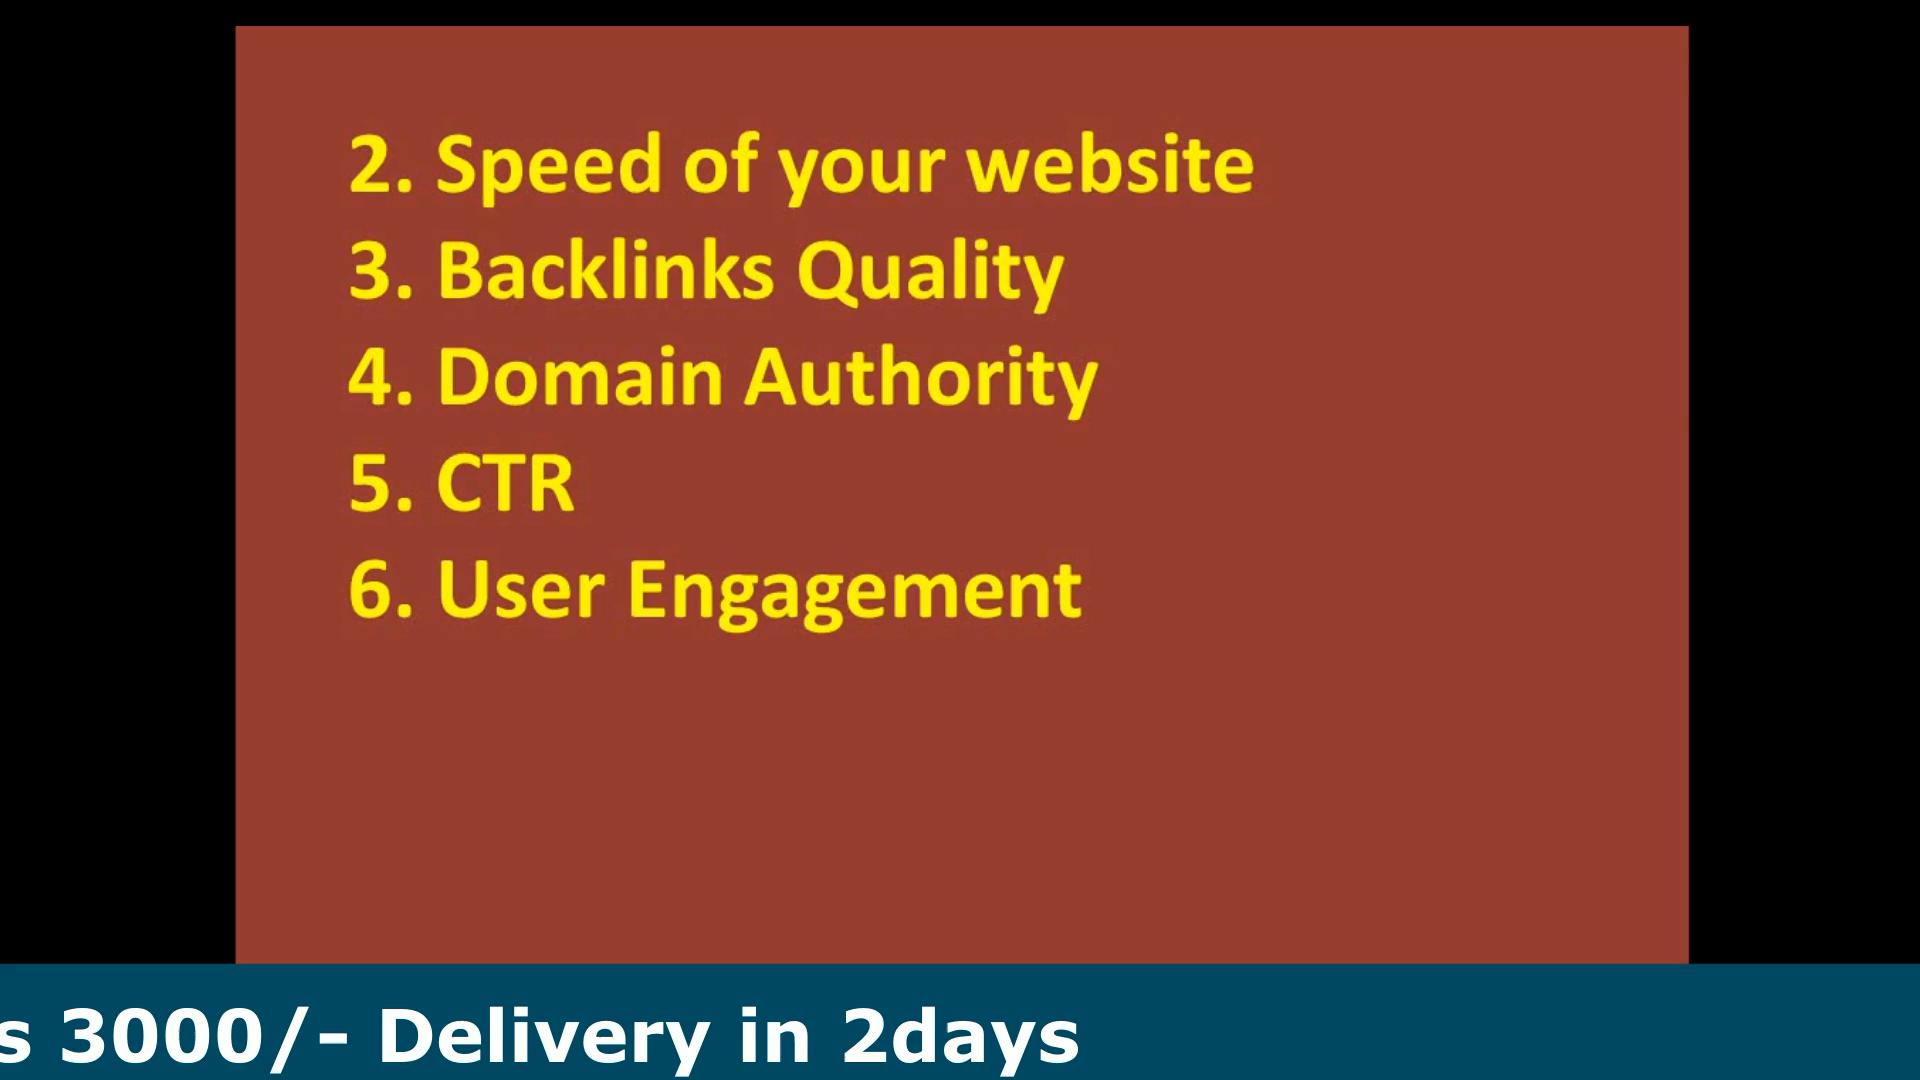 2. Speed of your website
3. Backlinks Quality
4. Domain Authority
5. CTR
6. User Engagement
s 3000/- Delivery in 2days